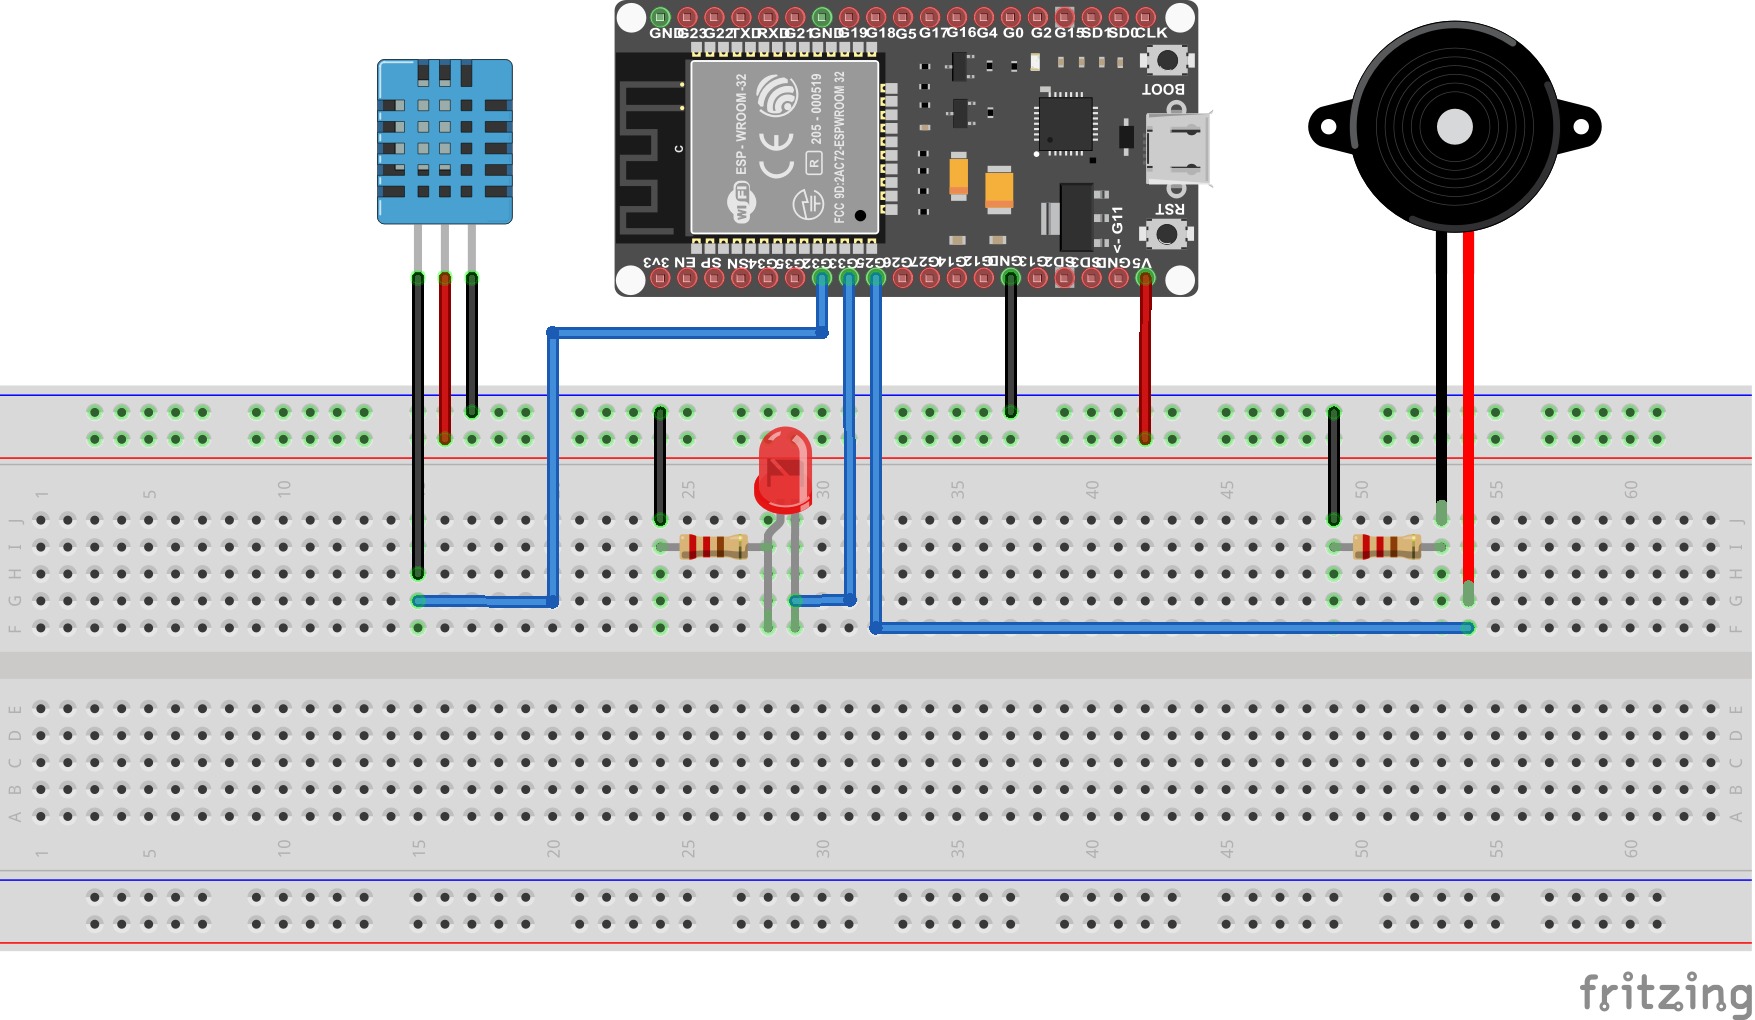 GND G23 G22 TXD RXD G21 GND G19 G18 G5 G17 G16 G4 G0 G2 G15 SD1 SD0 CLK
BOOT
ESP - WROOM-32
205 - 000519
FCC 9D:2AC72-ESPWROOM 32
R
WiFi
CE
C
RST
<- G11
3v3 EN SP SN G34 G35 G32 G33 G25 G26 G27 G14 G12 GND G13 SD2 SD3 GND V5
1 5 10 25 30 35 40 45 50 55 60
J J
I I
H H
G G
F F
E E
D D
C C
B B
A A
1 5 10 15 20 25 30 35 40 45 50 55 60
fritzing